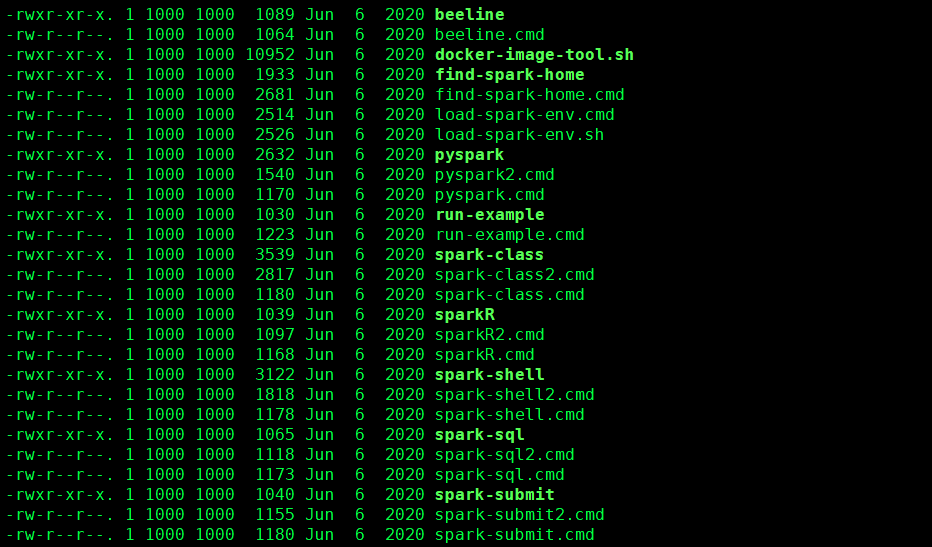 -rwxr-xr-x. 1 1000 1000  1089 Jun  6  2020 beeline
-rw-r--r--. 1 1000 1000  1064 Jun  6  2020 beeline.cmd
-rwxr-xr-x. 1 1000 1000 10952 Jun  6  2020 docker-image-tool.sh
-rwxr-xr-x. 1 1000 1000  1933 Jun  6  2020 find-spark-home
-rw-r--r--. 1 1000 1000  2681 Jun  6  2020 find-spark-home.cmd
-rw-r--r--. 1 1000 1000  2514 Jun  6  2020 load-spark-env.cmd
-rw-r--r--. 1 1000 1000  2526 Jun  6  2020 load-spark-env.sh
-rwxr-xr-x. 1 1000 1000  2632 Jun  6  2020 pyspark
-rw-r--r--. 1 1000 1000  1540 Jun  6  2020 pyspark2.cmd
-rw-r--r--. 1 1000 1000  1170 Jun  6  2020 pyspark.cmd
-rwxr-xr-x. 1 1000 1000  1030 Jun  6  2020 run-example
-rw-r--r--. 1 1000 1000  1223 Jun  6  2020 run-example.cmd
-rwxr-xr-x. 1 1000 1000  3539 Jun  6  2020 spark-class
-rw-r--r--. 1 1000 1000  2817 Jun  6  2020 spark-class2.cmd
-rw-r--r--. 1 1000 1000  1180 Jun  6  2020 spark-class.cmd
-rwxr-xr-x. 1 1000 1000  1039 Jun  6  2020 sparkR
-rw-r--r--. 1 1000 1000  1097 Jun  6  2020 sparkR2.cmd
-rw-r--r--. 1 1000 1000  1168 Jun  6  2020 sparkR.cmd
-rwxr-xr-x. 1 1000 1000  3122 Jun  6  2020 spark-shell
-rw-r--r--. 1 1000 1000  1818 Jun  6  2020 spark-shell2.cmd
-rw-r--r--. 1 1000 1000  1178 Jun  6  2020 spark-shell.cmd
-rwxr-xr-x. 1 1000 1000  1065 Jun  6  2020 spark-sql
-rw-r--r--. 1 1000 1000  1118 Jun  6  2020 spark-sql2.cmd
-rw-r--r--. 1 1000 1000  1173 Jun  6  2020 spark-sql.cmd
-rwxr-xr-x. 1 1000 1000  1040 Jun  6  2020 spark-submit
-rw-r--r--. 1 1000 1000  1155 Jun  6  2020 spark-submit2.cmd
-rw-r--r--. 1 1000 1000  1180 Jun  6  2020 spark-submit.cmd